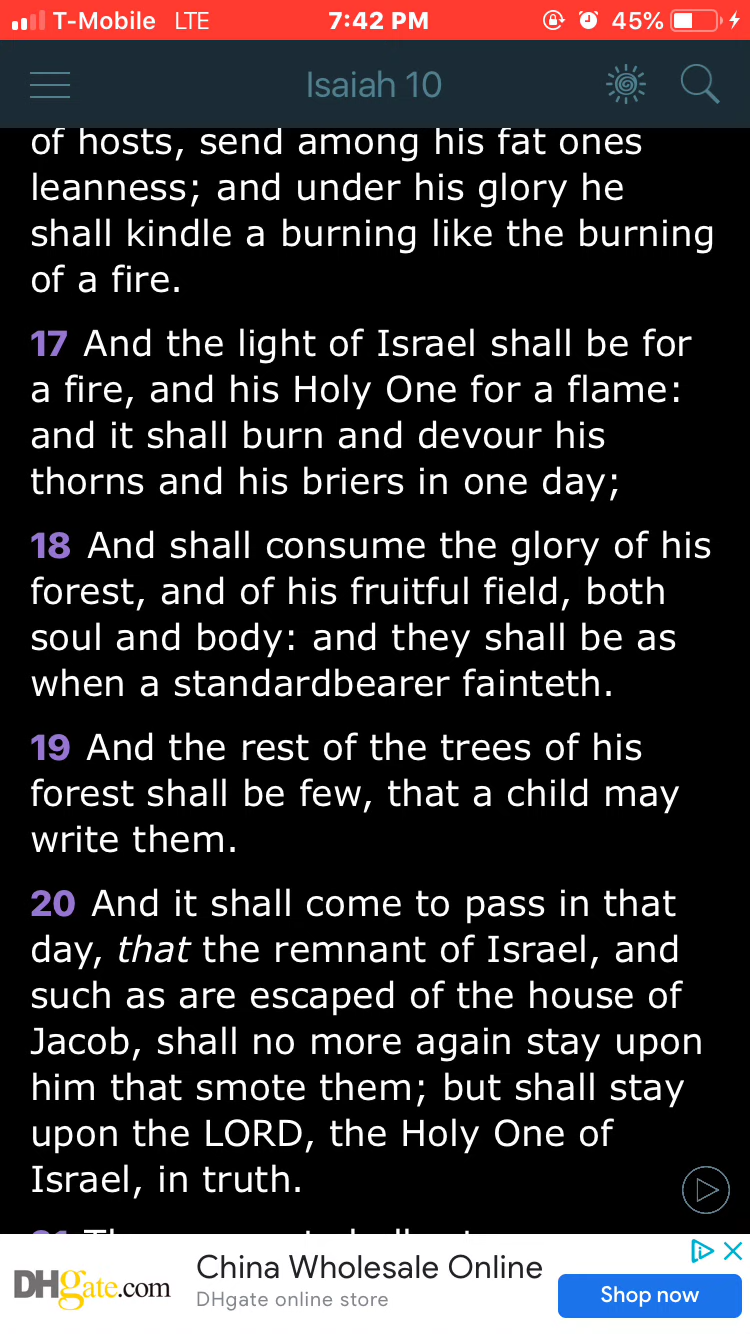 T-Mobile LTE 7:42 PM 45%
Isaiah 10
of hosts, send among his fat ones
leanness; and under his glory he
shall kindle a burning like the burning
of a fire.
17 And the light of Israel shall be for
a fire, and his Holy One for a flame:
and it shall burn and devour his
thorns and his briers in one day;
18 And shall consume the glory of his
forest, and of his fruitful field, both
soul and body: and they shall be as
when a standardbearer fainteth.
19 And the rest of the trees of his
forest shall be few, that a child may
write them.
20 And it shall come to pass in that
day, that the remnant of Israel, and
such as are escaped of the house of
Jacob, shall no more again stay upon
him that smote them; but shall stay
upon the LORD, the Holy One of
Israel, in truth.
DHgate.com
China Wholesale Online
DHgate online store
Shop now